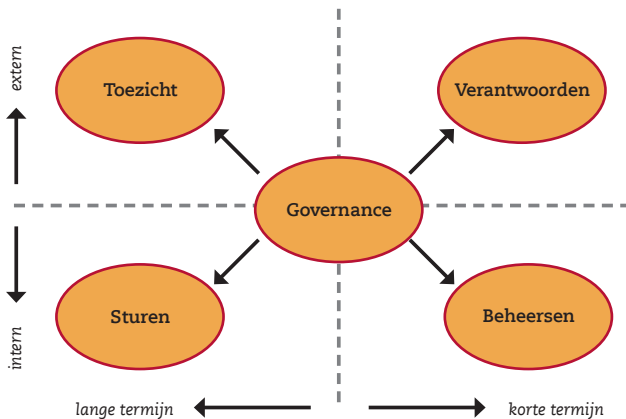 extern
Toezicht
Verantwoorden
Governance
intern
Sturen
Beheersen
lange termijn
korte termijn